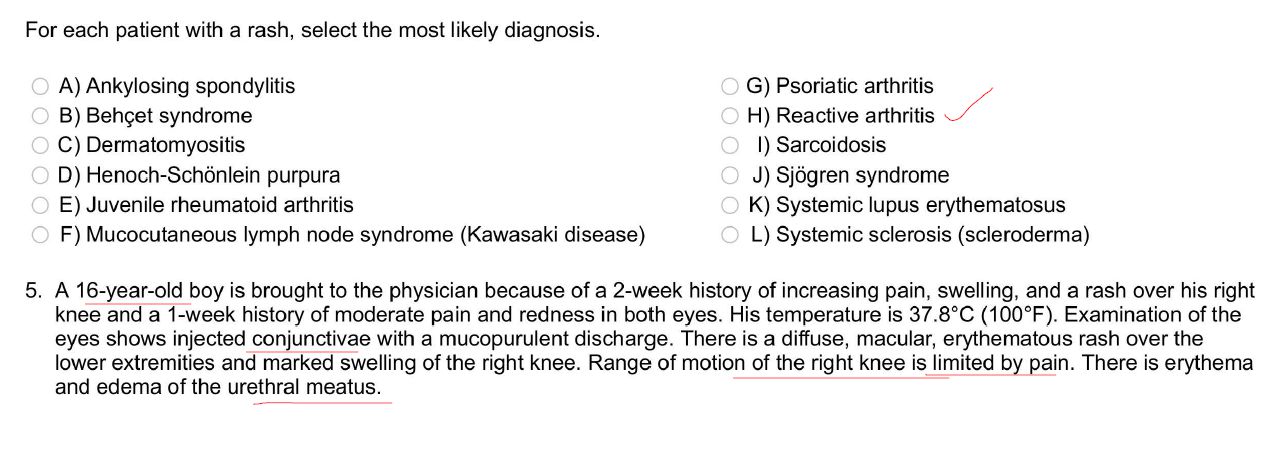 For each patient with a rash, select the most likely diagnosis.
A) Ankylosing spondylitis
B) Behçet syndrome
C) Dermatomyositis
D) Henoch-Schönlein purpura
E) Juvenile rheumatoid arthritis
F) Mucocutaneous lymph node syndrome (Kawasaki disease)
G) Psoriatic arthritis
H) Reactive arthritis
I) Sarcoidosis
J) Sjögren syndrome
K) Systemic lupus erythematosus
L) Systemic sclerosis (scleroderma)
5. A 16-year-old boy is brought to the physician because of a 2-week history of increasing pain, swelling, and a rash over his right
knee and a 1-week history of moderate pain and redness in both eyes. His temperature is 37.8°C (100°F). Examination of the
eyes shows injected conjunctivae with a mucopurulent discharge. There is a diffuse, macular, erythematous rash over the
lower extremities and marked swelling of the right knee. Range of motion of the right knee is limited by pain. There is erythema
and edema of the urethral meatus.